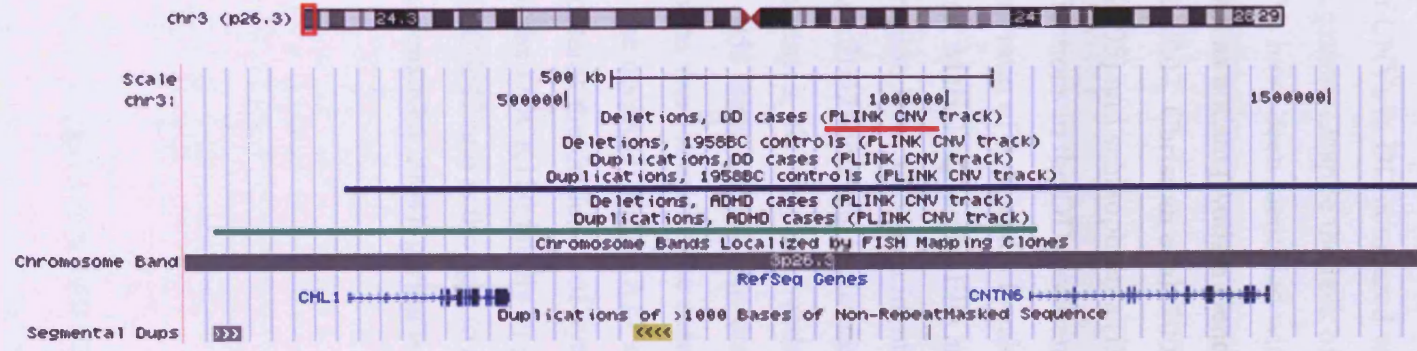 chr3 (p26.3) 24.3 24 28 29
Scale 500 kb
chr3: 500000| 1000000| 1500000|
Deletions, DD cases (PLINK CNV track)
Deletions, 1958BC controls (PLINK CNV track)
Duplications,DD cases (PLINK CNV track)
Duplications, 1958BC controls (PLINK CNV track)
Deletions, ADHD cases (PLINK CNV track)
Duplications, ADHD cases (PLINK CNV track)
Chromosome Bands Localized by FISH Mapping Clones
Chromosome Band 3p26.3
RefSeq Genes
CHL1 CNTN6
Duplications of >1000 Bases of Non-RepeatMasked Sequence
Segmental Dups